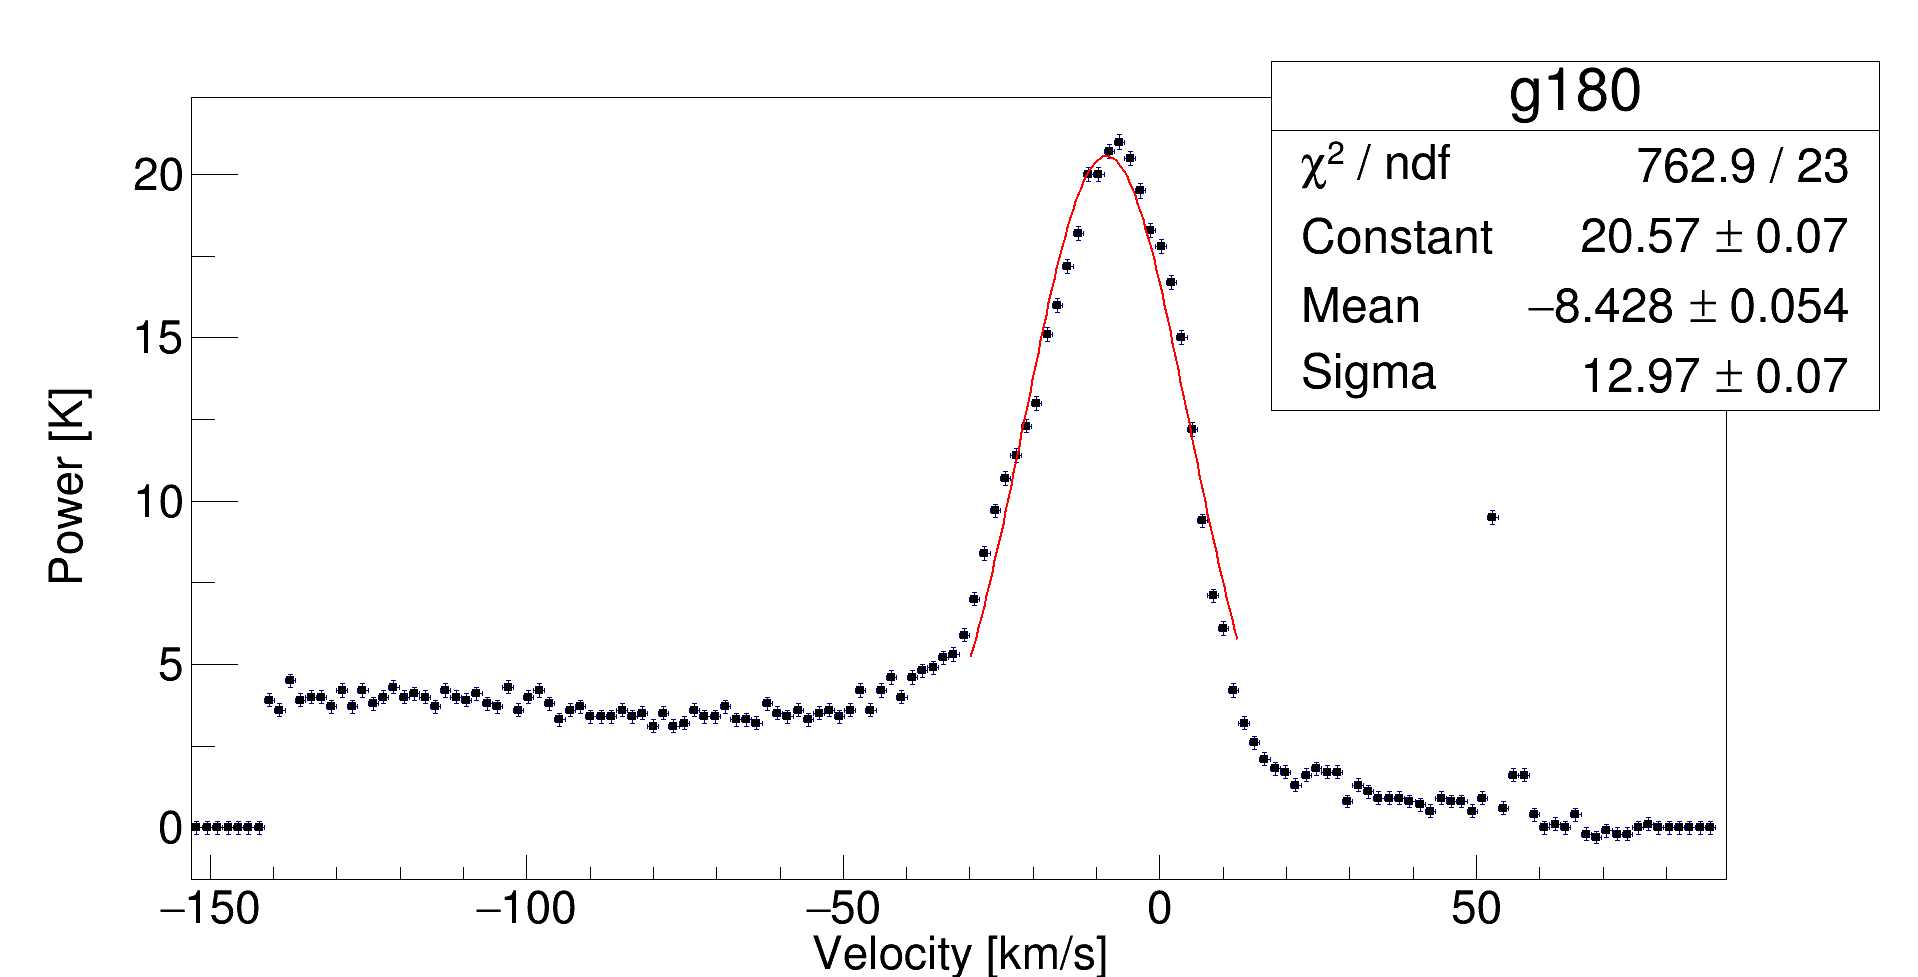 g180
χ² / ndf 762.9 / 23
Constant 20.57 ± 0.07
Mean −8.428 ± 0.054
Sigma 12.97 ± 0.07
20
15
10
5
0
Power [K]
−150 −100 −50 0 50
Velocity [km/s]